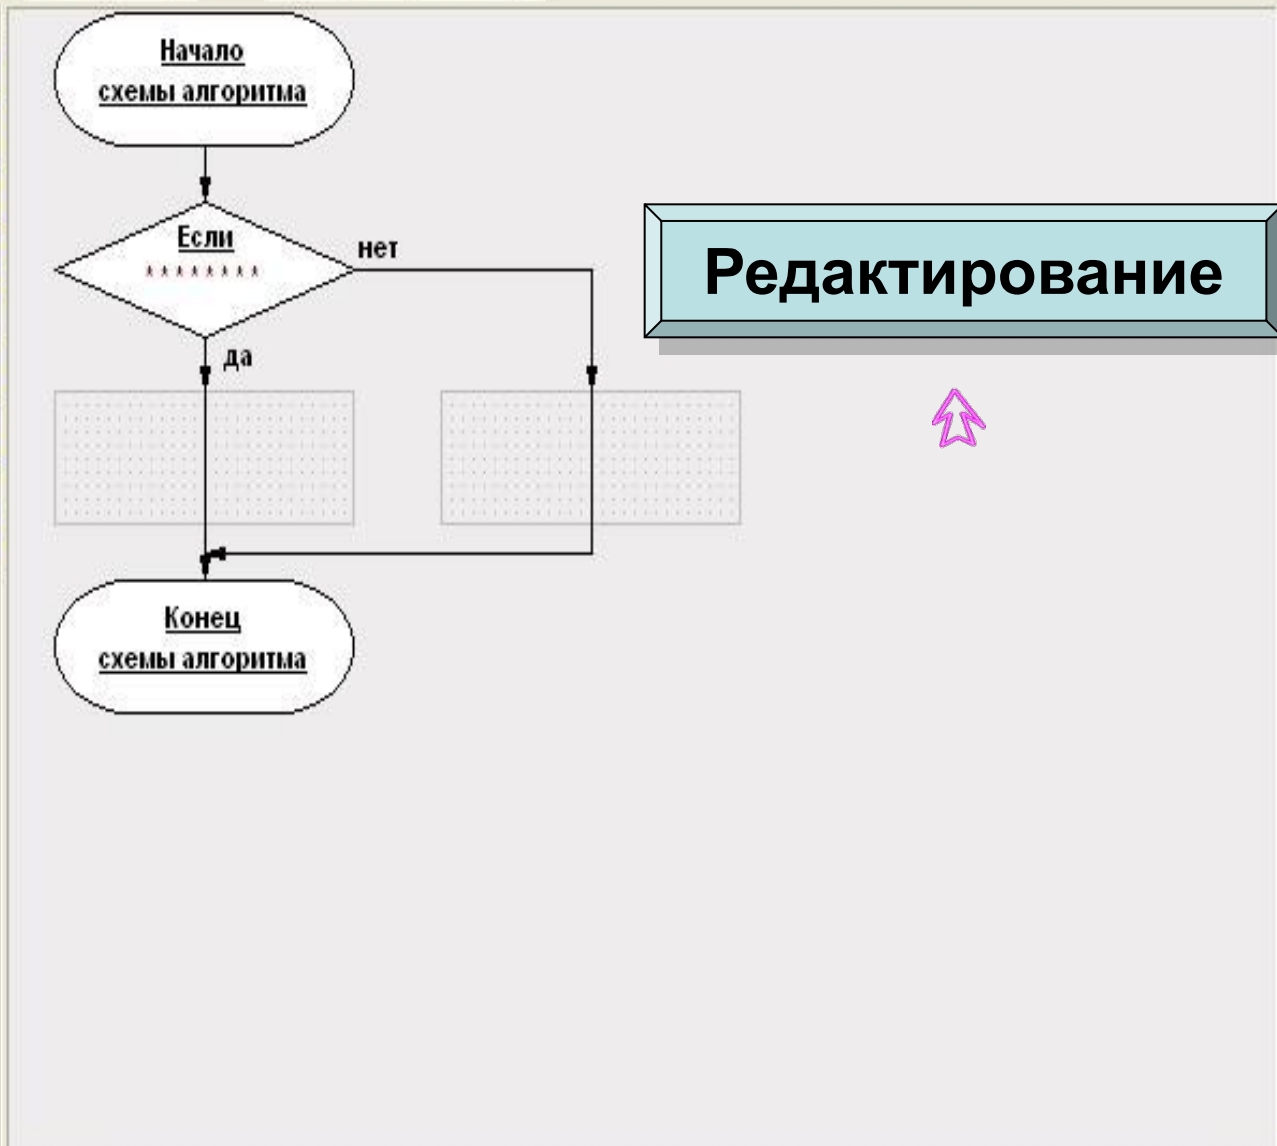 Начало
схемы алгоритма
Если
********
нет
Редактирование
да
Конец
схемы алгоритма